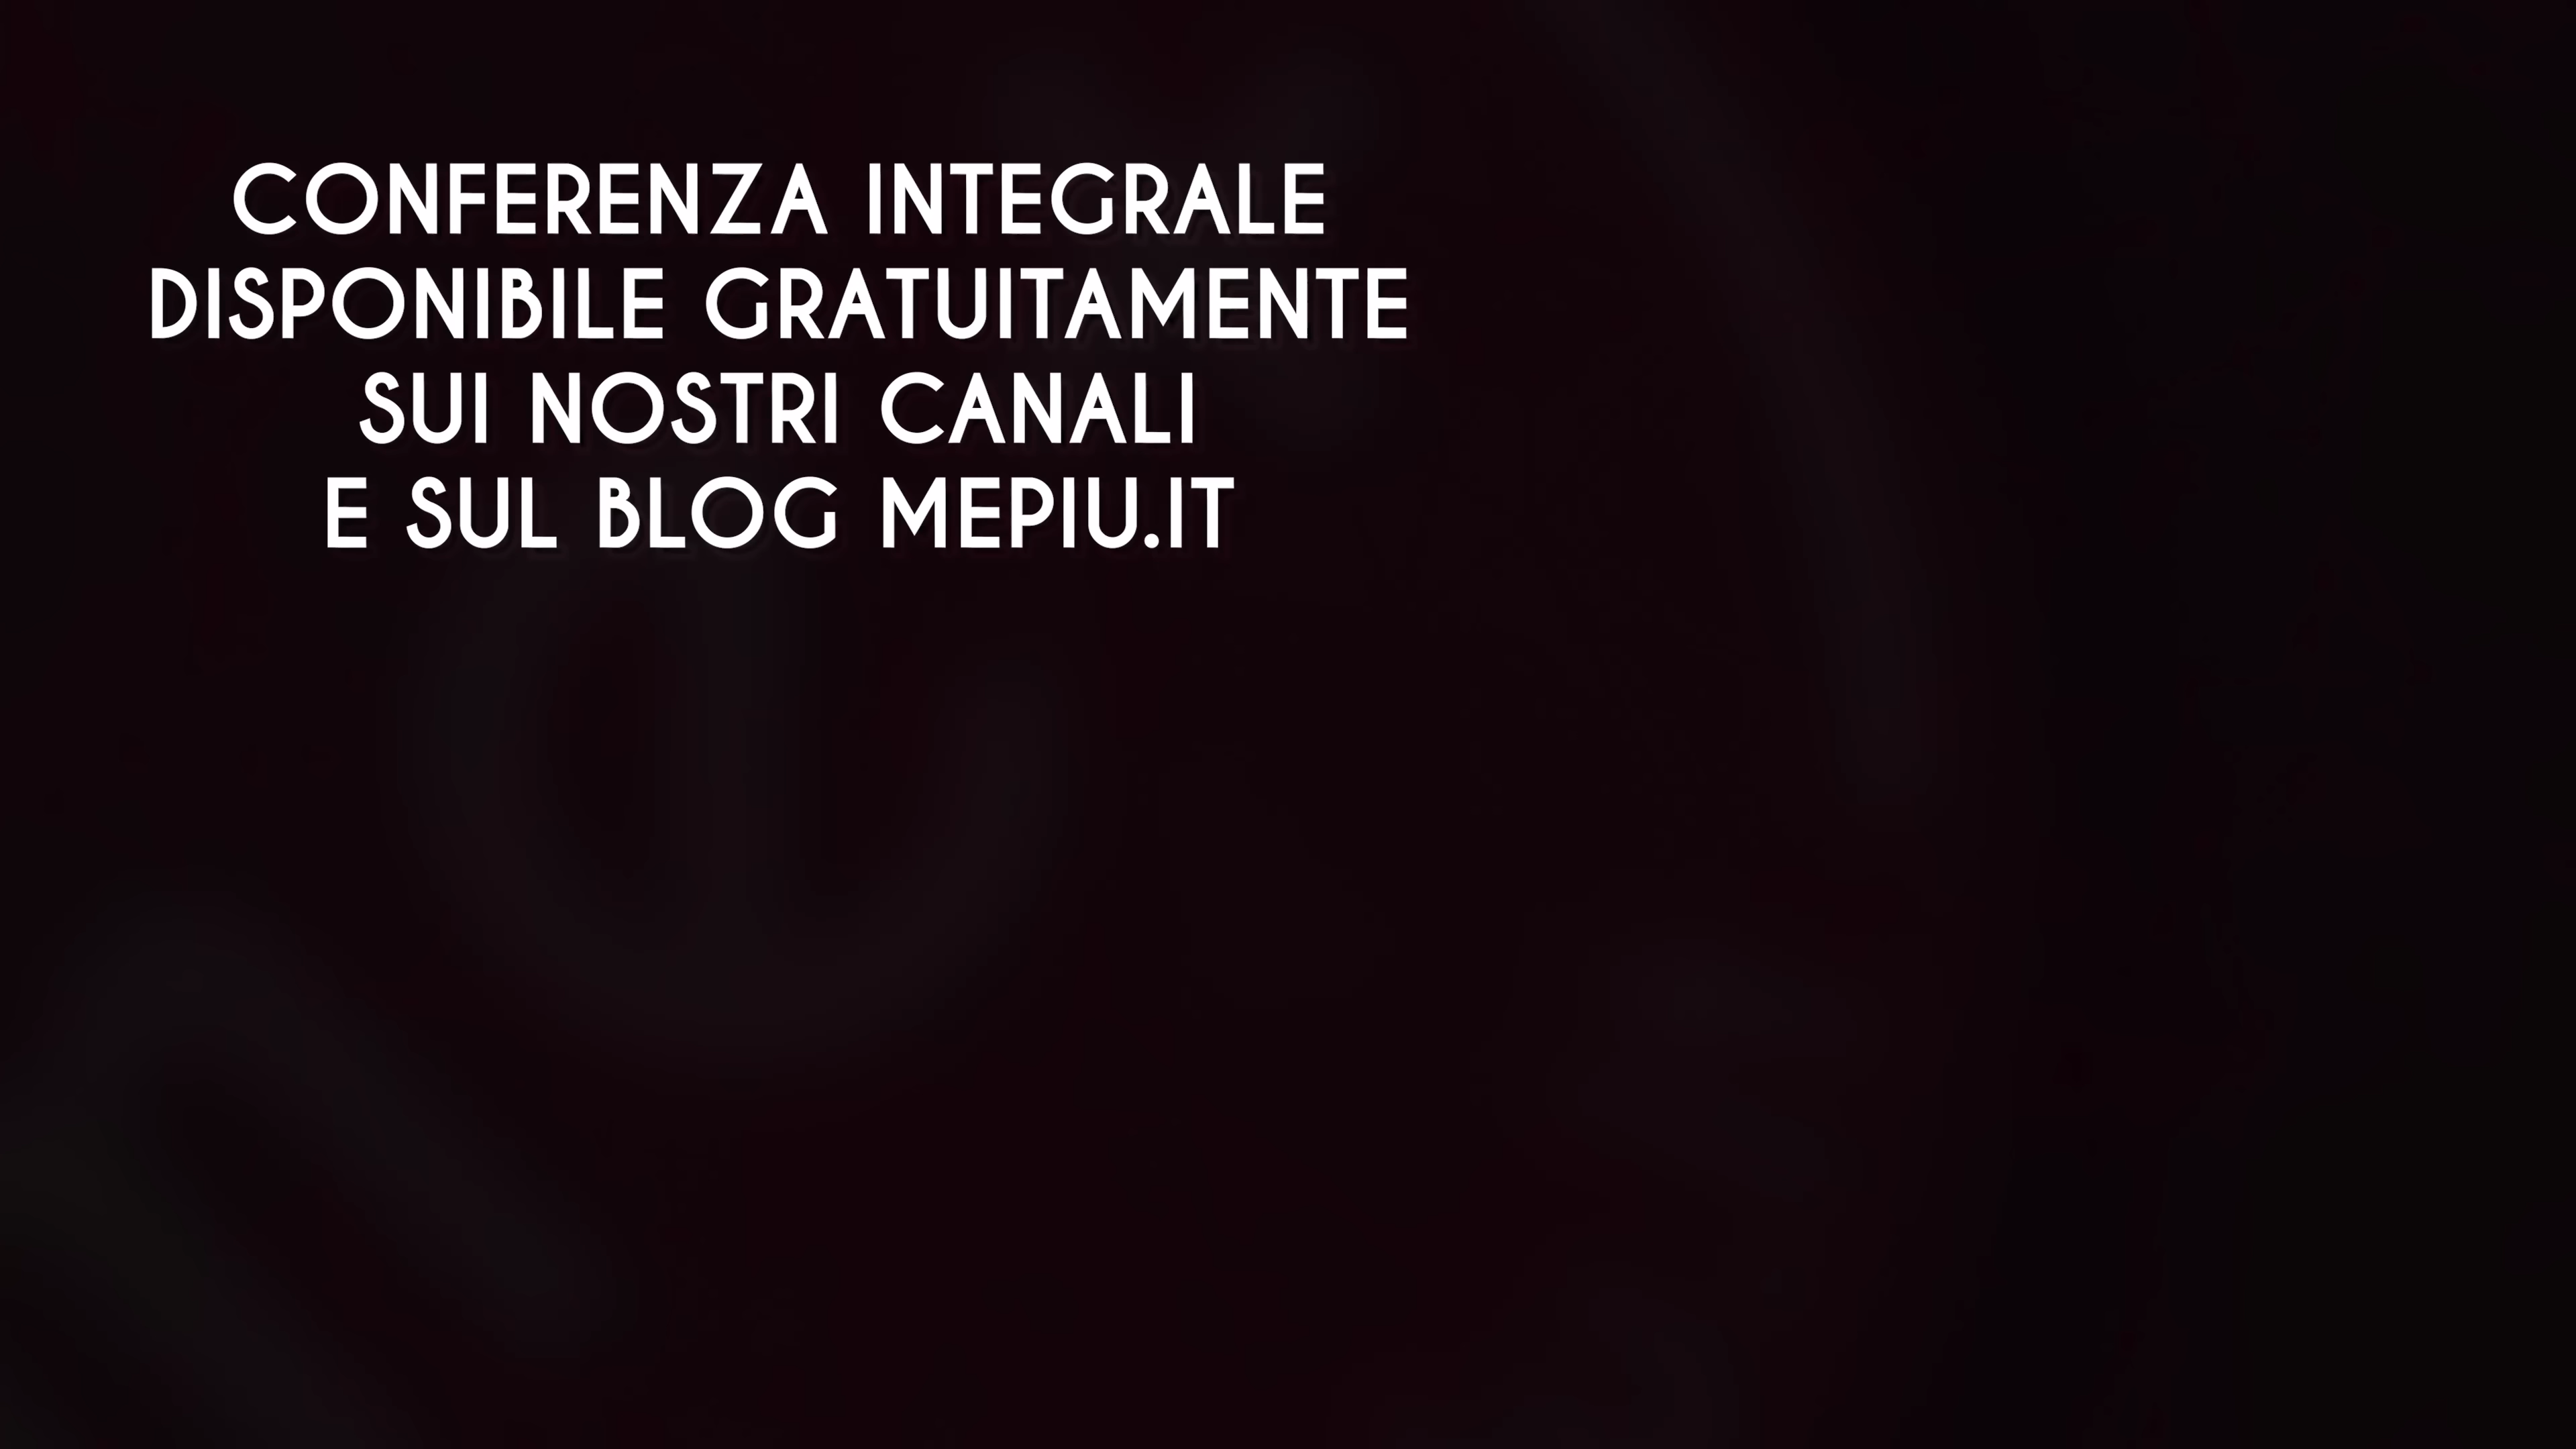 CONFERENZA INTEGRALE
DISPONIBILE GRATUITAMENTE
SUI NOSTRI CANALI
E SUL BLOG MEPIU.IT